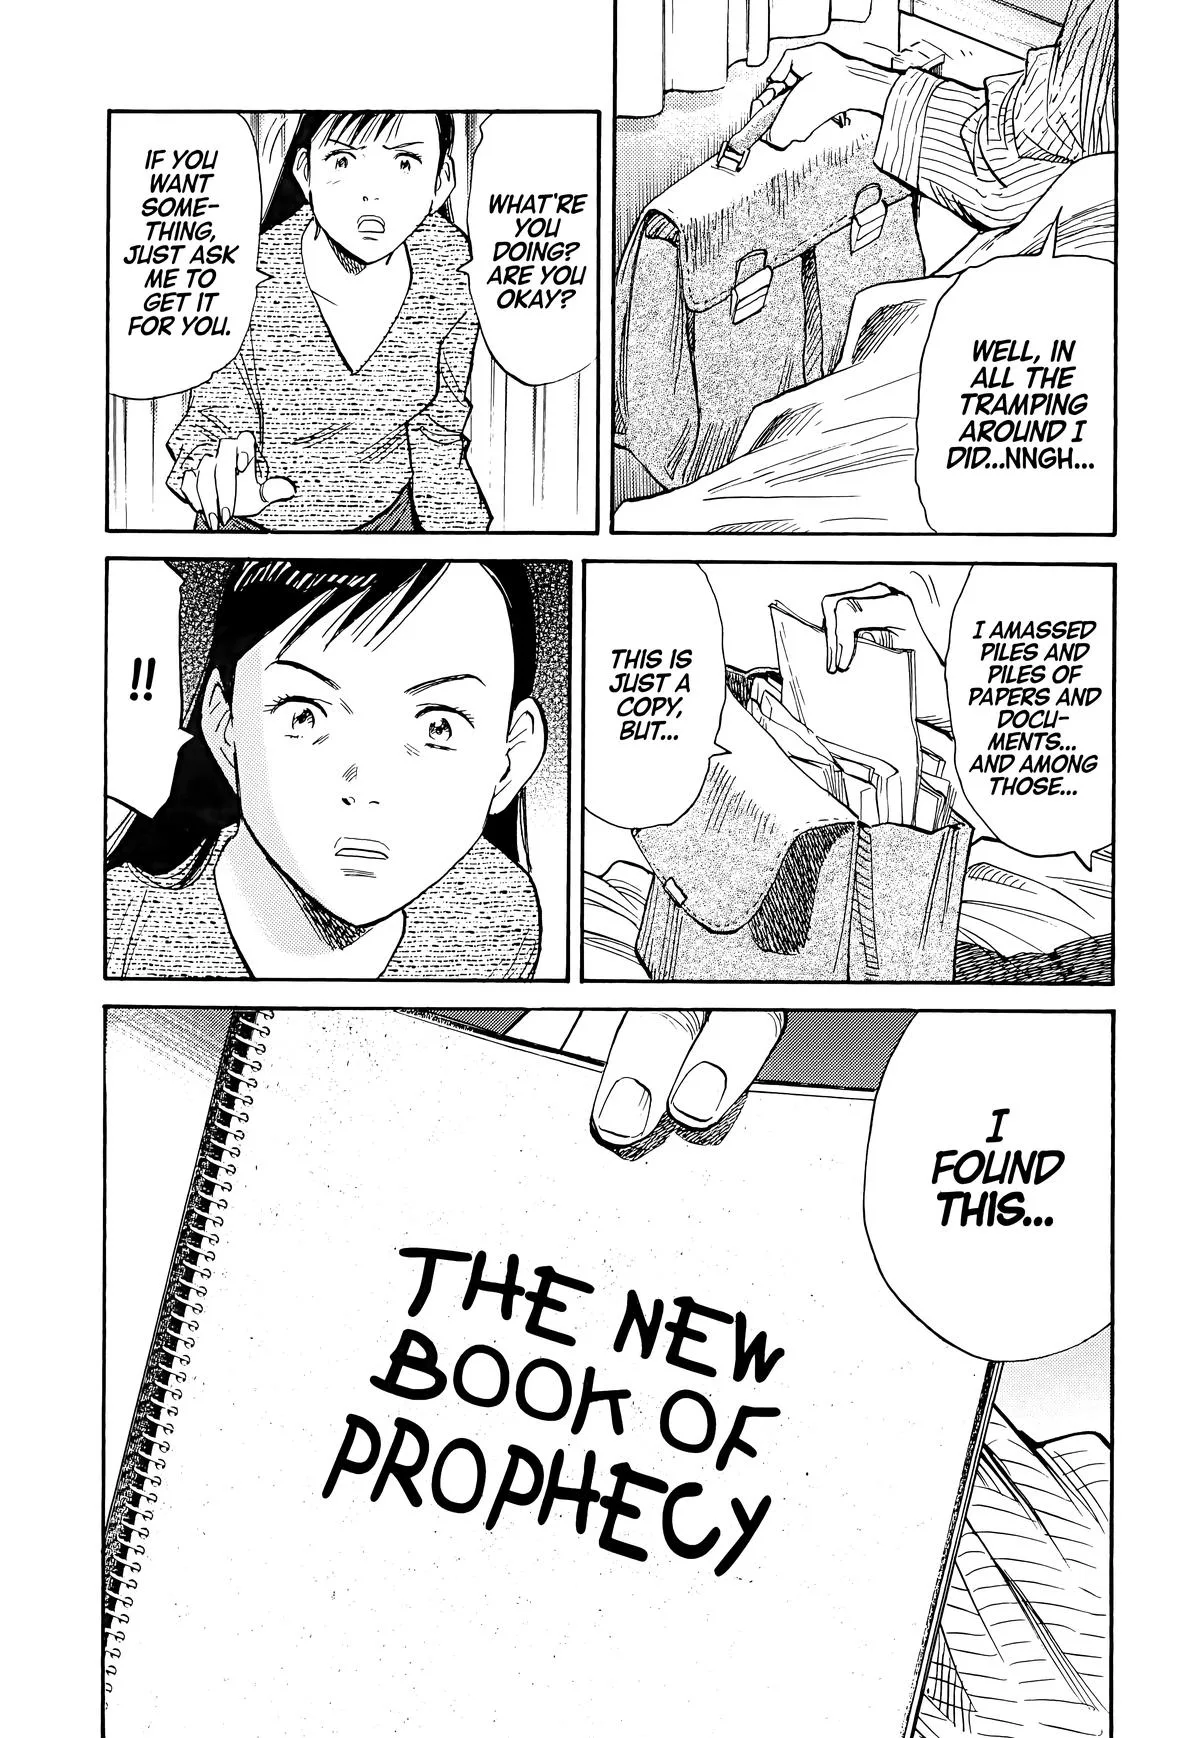 WELL, IN
ALL THE
TRAMPING
AROUND I
DID...NNGH...
WHAT'RE
YOU
DOING?
ARE YOU
OKAY?
IF YOU
WANT
SOME-
THING,
JUST ASK
ME TO
GET IT
FOR YOU.
I AMASSED
PILES AND
PILES OF
PAPERS AND
DOCU-
MENTS...
AND AMONG
THOSE...
THIS IS
JUST A
COPY,
BUT...
!!
I
FOUND
THIS...
THE NEW
BOOK OF
PROPHECY